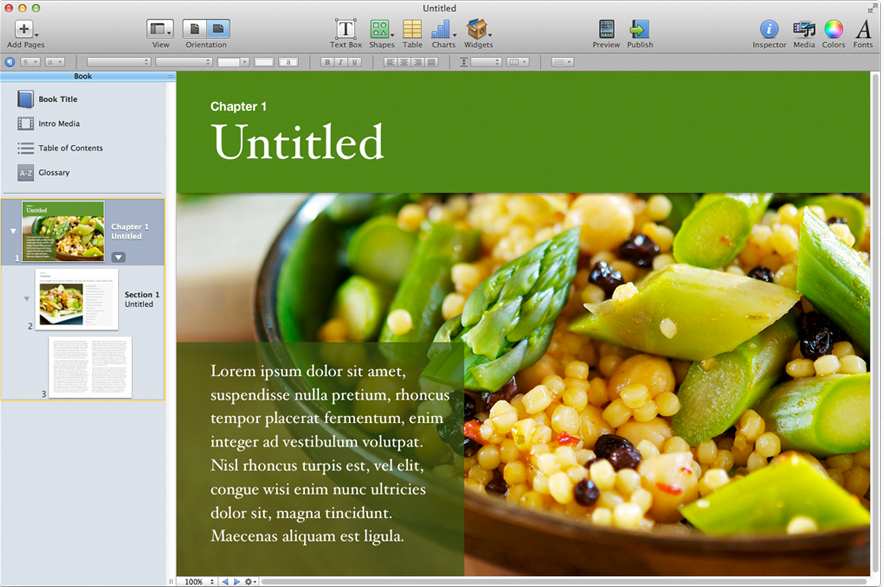 Untitled
Add Pages
View
Orientation
T
Text Box
Shapes
Table
Charts
Widgets
Preview
Publish
Inspector
Media
Colors
A
Fonts
a
a
B I U
Book
Book Title
Intro Media
Table of Contents
A-Z
Glossary
Untitled
Chapter 1
Untitled
1
Section 1
Untitled
2
3
Chapter 1
Untitled
Lorem ipsum dolor sit amet,
suspendisse nulla pretium, rhoncus
tempor placerat fermentum, enim
integer ad vestibulum volutpat.
Nisl rhoncus turpis est, vel elit,
congue wisi enim nunc ultricies
dolor sit, magna tincidunt.
Maecenas aliquam est ligula.
100%